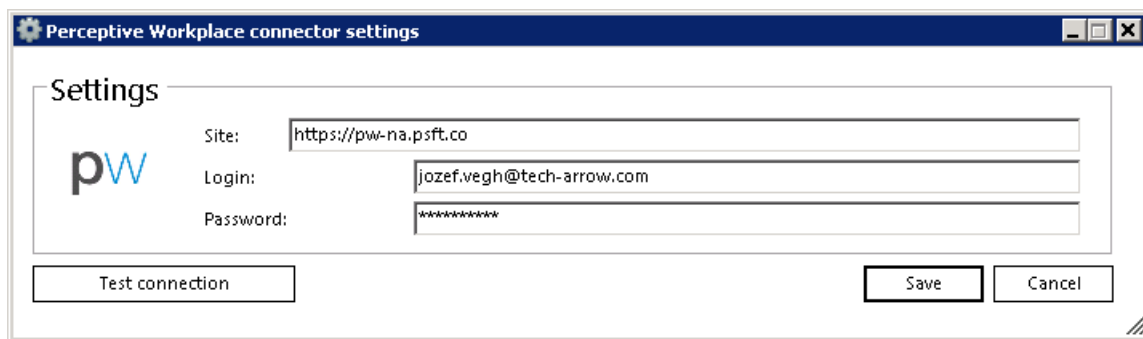 Perceptive Workplace connector settings
Settings
pw
Site: https://pw-na.psft.co
Login: jozef.vegh@tech-arrow.com
Password: **********
Test connection Save Cancel